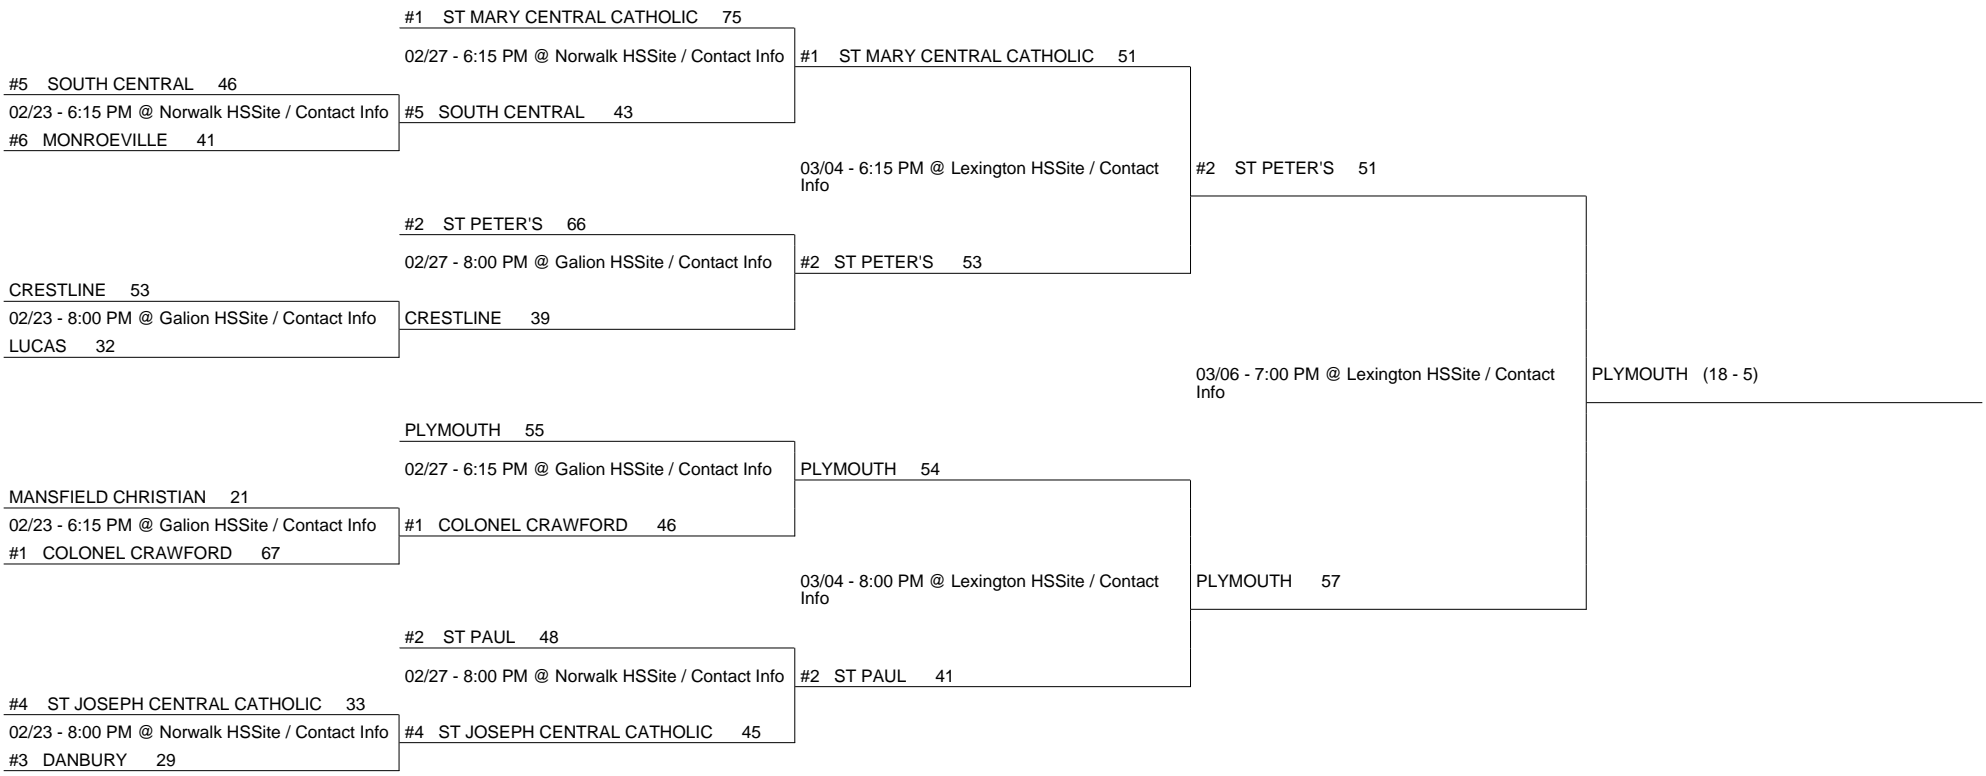 #1 ST MARY CENTRAL CATHOLIC 75
02/27 - 6:15 PM @ Norwalk HSSite / Contact Info
#1 ST MARY CENTRAL CATHOLIC 51
#5 SOUTH CENTRAL 46
02/23 - 6:15 PM @ Norwalk HSSite / Contact Info
#5 SOUTH CENTRAL 43
#6 MONROEVILLE 41
03/04 - 6:15 PM @ Lexington HSSite / Contact
Info
#2 ST PETER'S 51
#2 ST PETER'S 66
02/27 - 8:00 PM @ Galion HSSite / Contact Info
#2 ST PETER'S 53
CRESTLINE 53
02/23 - 8:00 PM @ Galion HSSite / Contact Info
CRESTLINE 39
LUCAS 32
03/06 - 7:00 PM @ Lexington HSSite / Contact
Info
PLYMOUTH (18 - 5)
PLYMOUTH 55
02/27 - 6:15 PM @ Galion HSSite / Contact Info
PLYMOUTH 54
MANSFIELD CHRISTIAN 21
02/23 - 6:15 PM @ Galion HSSite / Contact Info
#1 COLONEL CRAWFORD 46
#1 COLONEL CRAWFORD 67
03/04 - 8:00 PM @ Lexington HSSite / Contact
Info
PLYMOUTH 57
#2 ST PAUL 48
02/27 - 8:00 PM @ Norwalk HSSite / Contact Info
#2 ST PAUL 41
#4 ST JOSEPH CENTRAL CATHOLIC 33
02/23 - 8:00 PM @ Norwalk HSSite / Contact Info
#4 ST JOSEPH CENTRAL CATHOLIC 45
#3 DANBURY 29